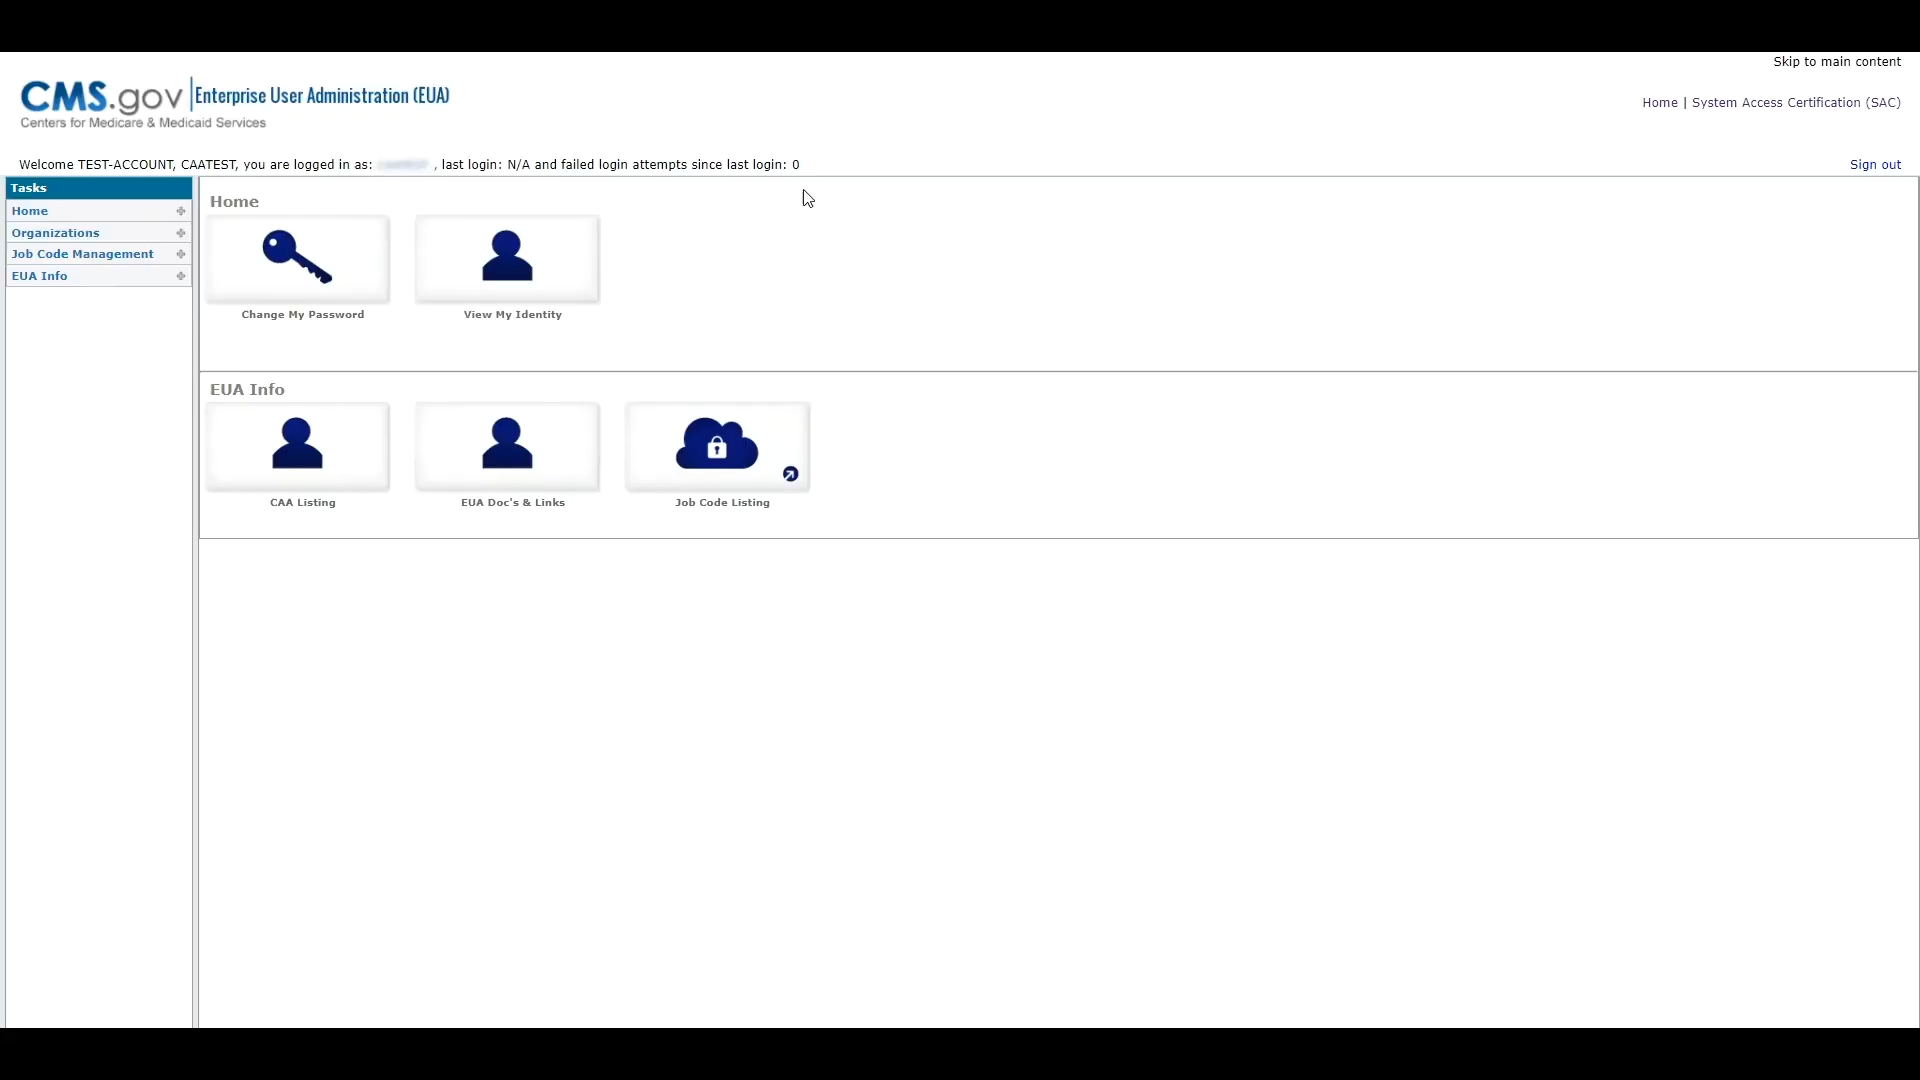 Skip to main content
CMS.gov Enterprise User Administration (EUA)
Centers for Medicare & Medicaid Services
Home | System Access Certification (SAC)
Welcome TEST-ACCOUNT, CAATEST, you are logged in as: , last login: N/A and failed login attempts since last login: 0
Sign out
Tasks
Home
Organizations
Job Code Management
EUA Info
Home
Change My Password
View My Identity
EUA Info
CAA Listing
EUA Doc's & Links
Job Code Listing